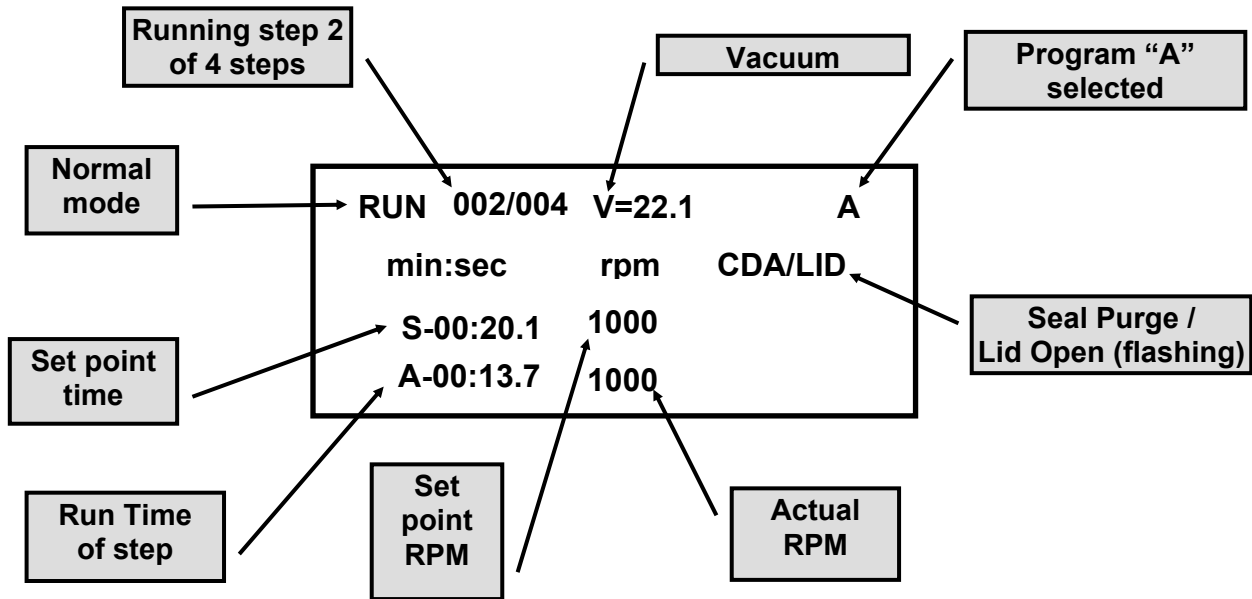 Running step 2
of 4 steps
Vacuum
Program “A”
selected
Normal
mode
RUN 002/004 V=22.1 A
min:sec rpm CDA/LID
S-00:20.1 1000
A-00:13.7 1000
Seal Purge /
Lid Open (flashing)
Set point
time
Run Time
of step
Set
point
RPM
Actual
RPM